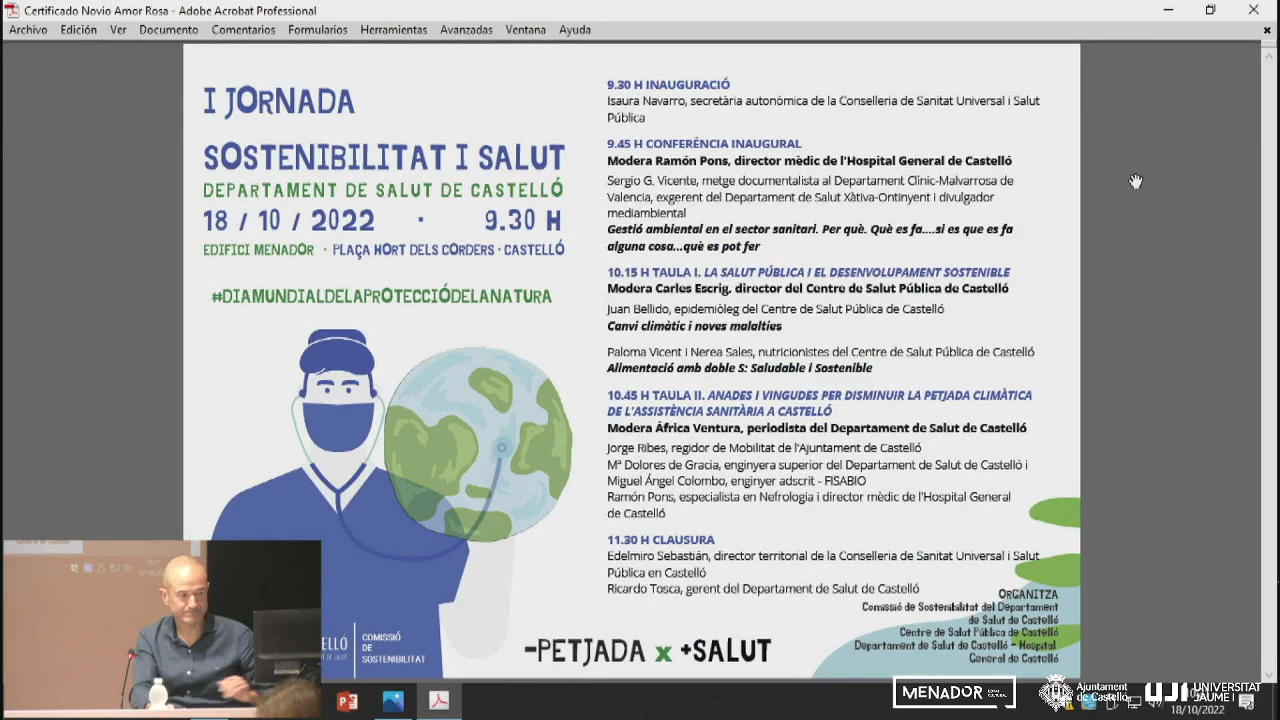 Certificado Novio Amor Rosa - Adobe Acrobat Professional
Archivo Edición Ver Documento Comentarios Formularios Herramientas Avanzadas Ventana Ayuda
I JORNADA
SOSTENIBILITAT I SALUT
DEPARTAMENT DE SALUT DE CASTELLÓ
18 / 10 / 2022 · 9.30 H
EDIFICI MENADOR · PLAÇA HORT DELS CORDERS · CASTELLÓ
#DIAMUNDIALDELAPROTECCIÓDELANATURA
9.30 H INAUGURACIÓ
Isaura Navarro, secretària autonòmica de la Conselleria de Sanitat Universal i Salut
Pública
9.45 H CONFERÈNCIA INAUGURAL
Modera Ramón Pons, director mèdic de l'Hospital General de Castelló
Sergio G. Vicente, metge documentalista al Departament Clínic-Malvarrosa de
Valencia, exgerent del Departament de Salut Xàtiva-Ontinyent i divulgador
mediambiental
Gestió ambiental en el sector sanitari. Per què. Què es fa....si es que es fa
alguna cosa...què es pot fer
10.15 H TAULA I. LA SALUT PÚBLICA I EL DESENVOLUPAMENT SOSTENIBLE
Modera Carles Escrig, director del Centre de Salut Pública de Castelló
Juan Bellido, epidemiòleg del Centre de Salut Pública de Castelló
Canvi climàtic i noves malalties
Paloma Vicent i Nerea Sales, nutricionistes del Centre de Salut Pública de Castelló
Alimentació amb doble S: Saludable i Sostenible
10.45 H TAULA II. ANADES I VINGUDES PER DISMINUIR LA PETJADA CLIMÀTICA
DE L'ASSISTÈNCIA SANITÀRIA A CASTELLÓ
Modera Àfrica Ventura, periodista del Departament de Salut de Castelló
Jorge Ribes, regidor de Mobilitat de l'Ajuntament de Castelló
Mª Dolores de Gracia, enginyera superior del Departament de Salut de Castelló i
Miguel Ángel Colombo, enginyer adscrit - FISABIO
Ramón Pons, especialista en Nefrologia i director mèdic de l'Hospital General
de Castelló
11.30 H CLAUSURA
Edelmiro Sebastián, director territorial de la Conselleria de Sanitat Universal i Salut
Pública en Castelló
Ricardo Tosca, gerent del Departament de Salut de Castelló
ORGANITZA
Comissió de Sostenibilitat del Departament
de Salut de Castelló
Centre de Salut Pública de Castelló
Departament de Salut de Castelló - Hospital
General de Castelló
COMISSIÓ
DE
SOSTENIBILITAT
-PETJADA x +SALUT
MENADOR
Ajuntament
de Castelló
UJI UNIVERSITAT
JAUME I
18/10/2022